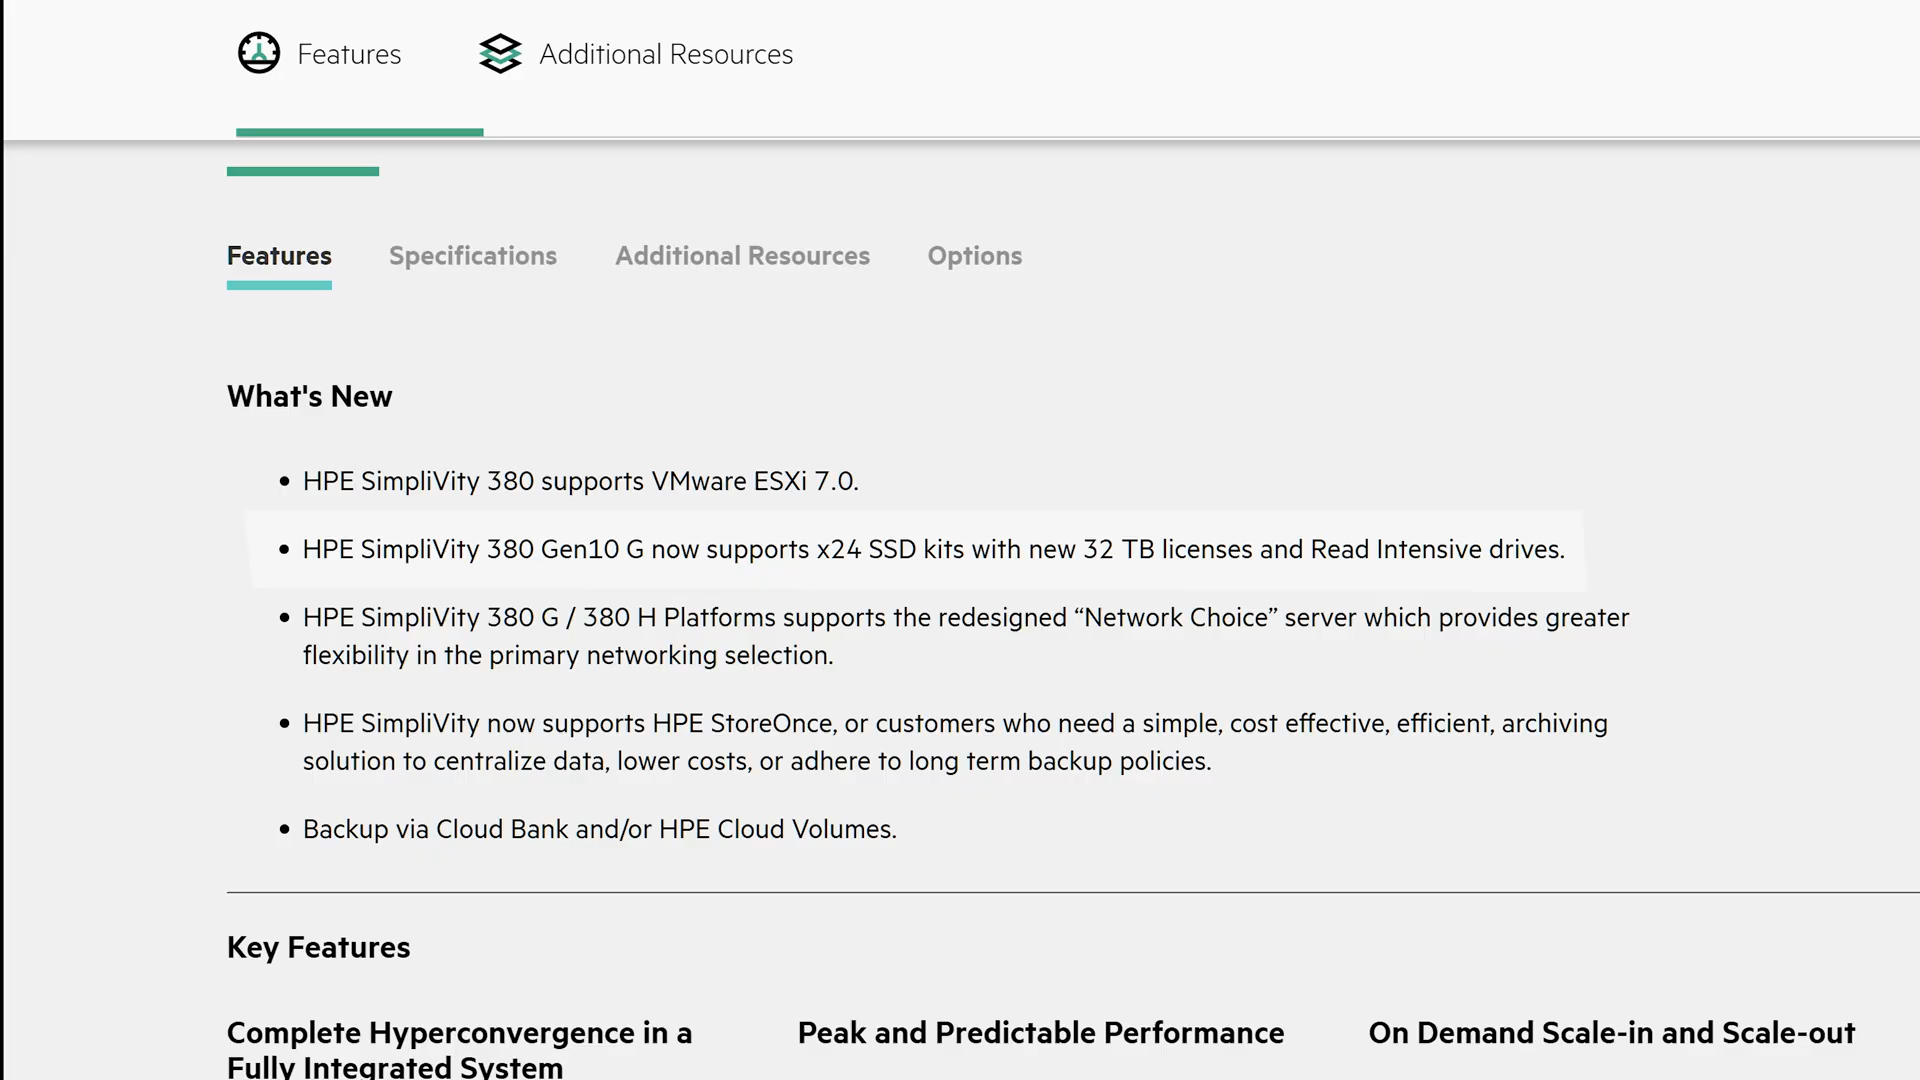 Features
Additional Resources
Features
Specifications
Additional Resources
Options
What's New
HPE SimpliVity 380 supports VMware ESXi 7.0.
HPE SimpliVity 380 Gen10 G now supports x24 SSD kits with new 32 TB licenses and Read Intensive drives.
HPE SimpliVity 380 G / 380 H Platforms supports the redesigned “Network Choice” server which provides greater
flexibility in the primary networking selection.
HPE SimpliVity now supports HPE StoreOnce, or customers who need a simple, cost effective, efficient, archiving
solution to centralize data, lower costs, or adhere to long term backup policies.
Backup via Cloud Bank and/or HPE Cloud Volumes.
Key Features
Complete Hyperconvergence in a
Fully Integrated System
Peak and Predictable Performance
On Demand Scale-in and Scale-out